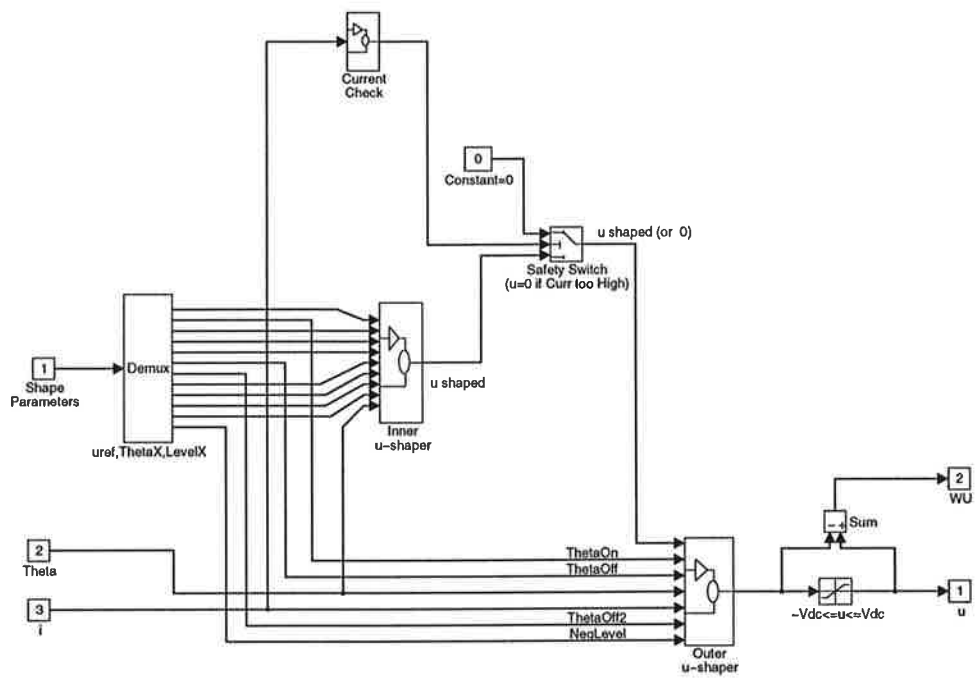 Current
Check
0
Constant=0
u shaped (or 0)
Safety Switch
(u=0 if Curr too High)
Demux
1
Shape
Parameters
u shaped
Inner
u-shaper
uref,ThetaX,LevelX
2
WU
-+
Sum
2
Theta
ThetaOn
ThetaOff
3
i
ThetaOff2
NegLevel
1
u
-Vdc<=u<=Vdc
Outer
u-shaper